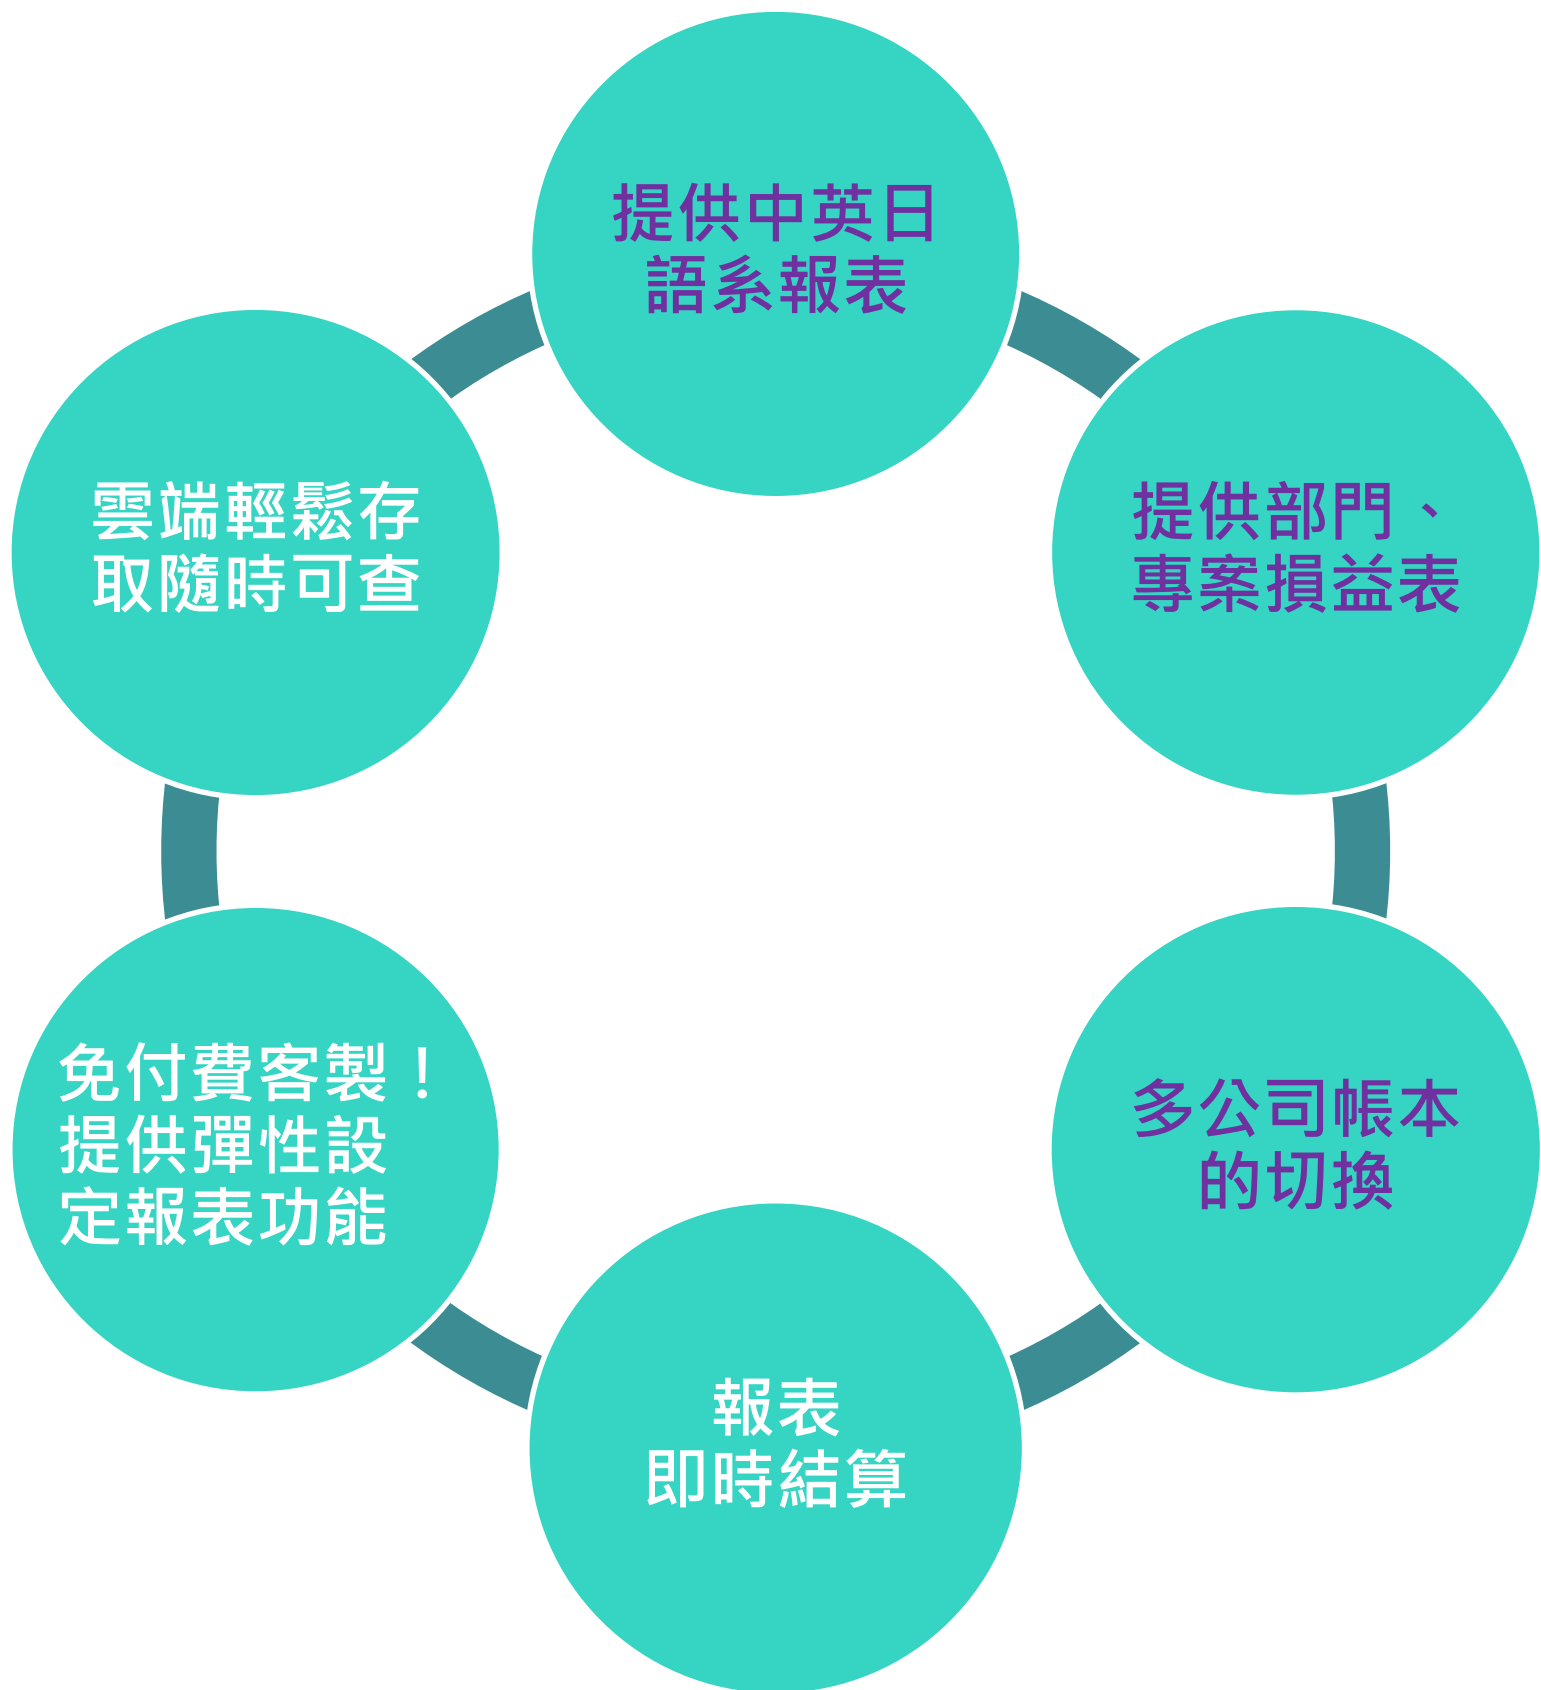 提供中英日
語系報表
提供部門、
專案損益表
多公司帳本
的切換
報表
即時結算
免付費客製！
提供彈性設
定報表功能
雲端輕鬆存
取隨時可查